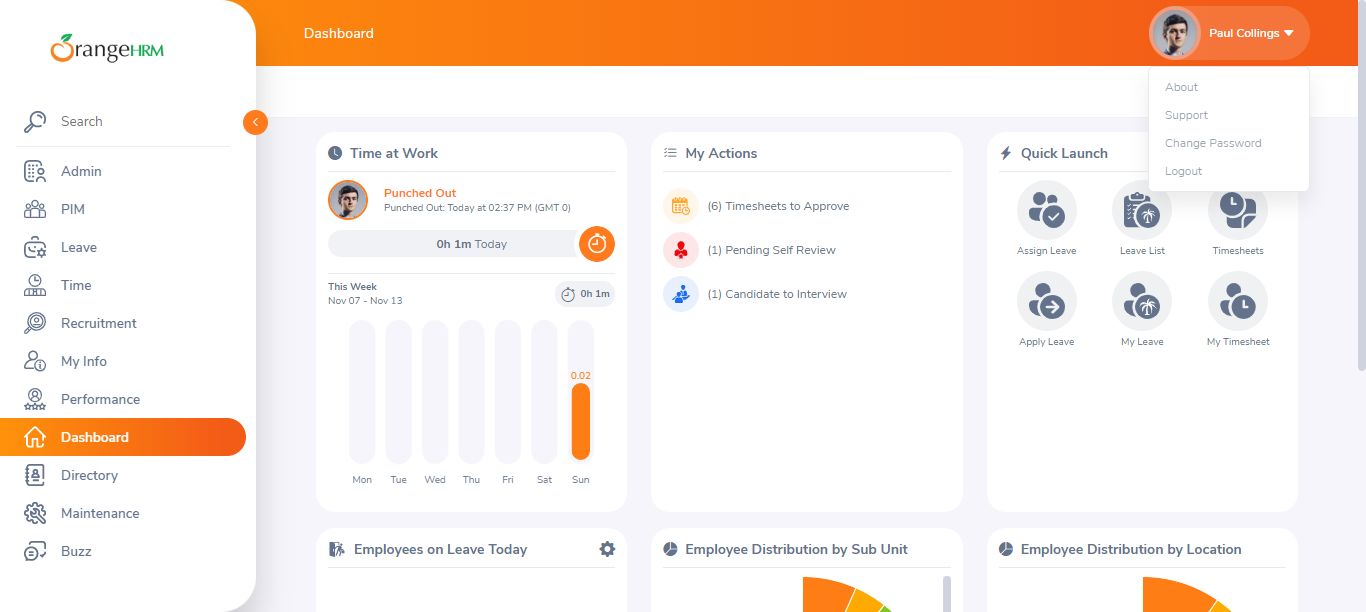 OrangeHRM
Dashboard
Paul Collings
About
Support
Change Password
Logout
Search
Admin
PIM
Leave
Time
Recruitment
My Info
Performance
Dashboard
Directory
Maintenance
Buzz
Time at Work
Punched Out
Punched Out: Today at 02:37 PM (GMT 0)
0h 1m Today
This Week
Nov 07 - Nov 13
0h 1m
0.02
Mon Tue Wed Thu Fri Sat Sun
My Actions
(6) Timesheets to Approve
(1) Pending Self Review
(1) Candidate to Interview
Quick Launch
Assign Leave Leave List Timesheets
Apply Leave My Leave My Timesheet
Employees on Leave Today
Employee Distribution by Sub Unit
Employee Distribution by Location